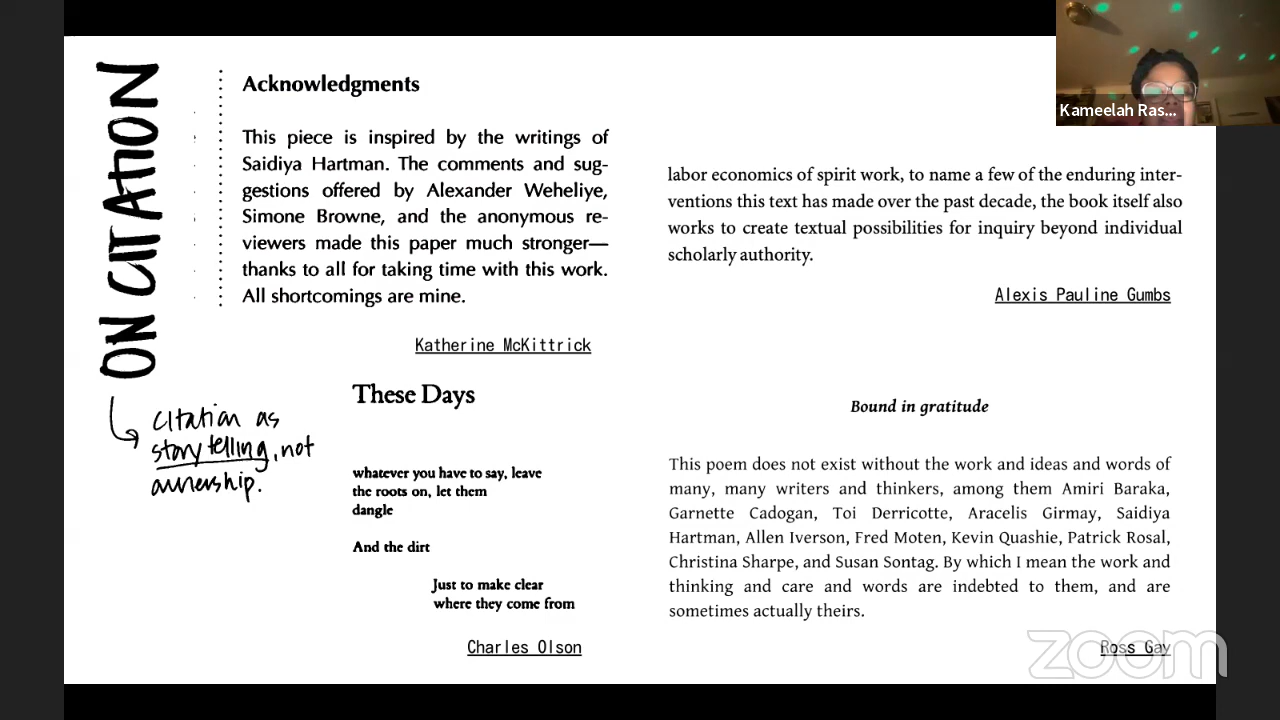 ON CITATION
citation as
storytelling, not
ownership.
Acknowledgments
This piece is inspired by the writings of
Saidiya Hartman. The comments and sug-
gestions offered by Alexander Weheliye,
Simone Browne, and the anonymous re-
viewers made this paper much stronger—
thanks to all for taking time with this work.
All shortcomings are mine.
Katherine McKittrick
These Days
whatever you have to say, leave
the roots on, let them
dangle
And the dirt
Just to make clear
where they come from
Charles Olson
labor economics of spirit work, to name a few of the enduring inter-
ventions this text has made over the past decade, the book itself also
works to create textual possibilities for inquiry beyond individual
scholarly authority.
Alexis Pauline Gumbs
Bound in gratitude
This poem does not exist without the work and ideas and words of
many, many writers and thinkers, among them Amiri Baraka,
Garnette Cadogan, Toi Derricotte, Aracelis Girmay, Saidiya
Hartman, Allen Iverson, Fred Moten, Kevin Quashie, Patrick Rosal,
Christina Sharpe, and Susan Sontag. By which I mean the work and
thinking and care and words are indebted to them, and are
sometimes actually theirs.
Ross Gay
Kameelah Ras...
zoom